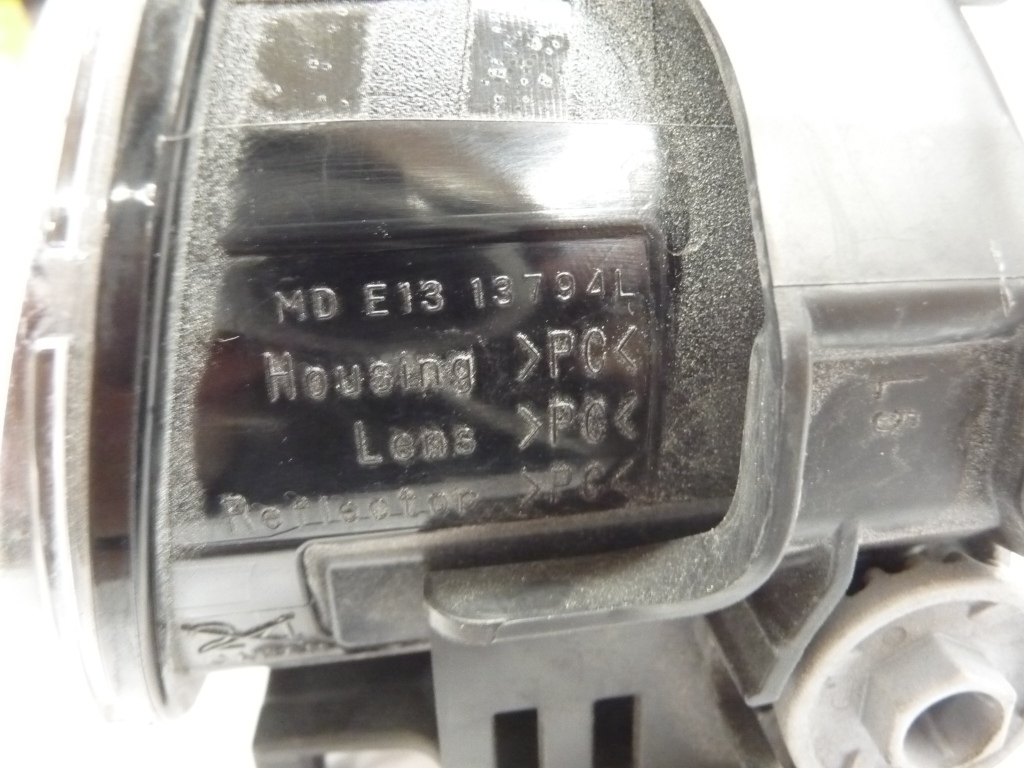 MD E13 13794L
Housing >PC<
Lens >PC<
Reflector >PC<